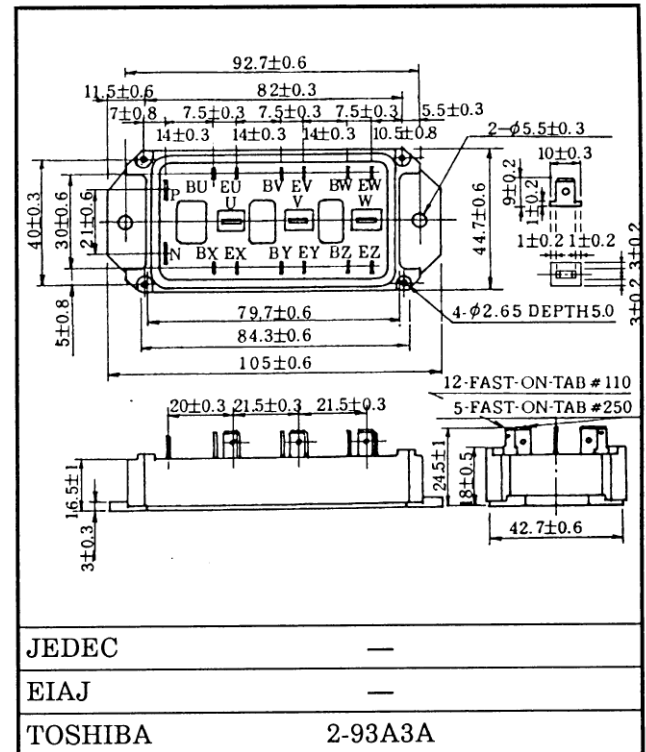 92.7±0.6
11.5±0.6 82±0.3
7±0.8 7.5±0.3 7.5±0.3 7.5±0.3 5.5±0.3
14±0.3 14±0.3 14±0.3 10.5±0.8 2-φ5.5±0.3
10±0.3
9±0.2
1±0.2
BU EU BV EV BW EW
P U V W
40±0.3
30±0.6
21±0.6
44.7±0.6
1±0.2 1±0.2
3±0.2
3±0.2
N BX EX BY EY BZ EZ
5±0.8
79.7±0.6
4-φ2.65 DEPTH5.0
84.3±0.6
105±0.6
12-FAST-ON-TAB #110
5-FAST-ON-TAB #250
20±0.3 21.5±0.3 21.5±0.3
16.5±1
3±0.3
24.5±1
18±0.5
42.7±0.6
JEDEC —
EIAJ —
TOSHIBA 2-93A3A